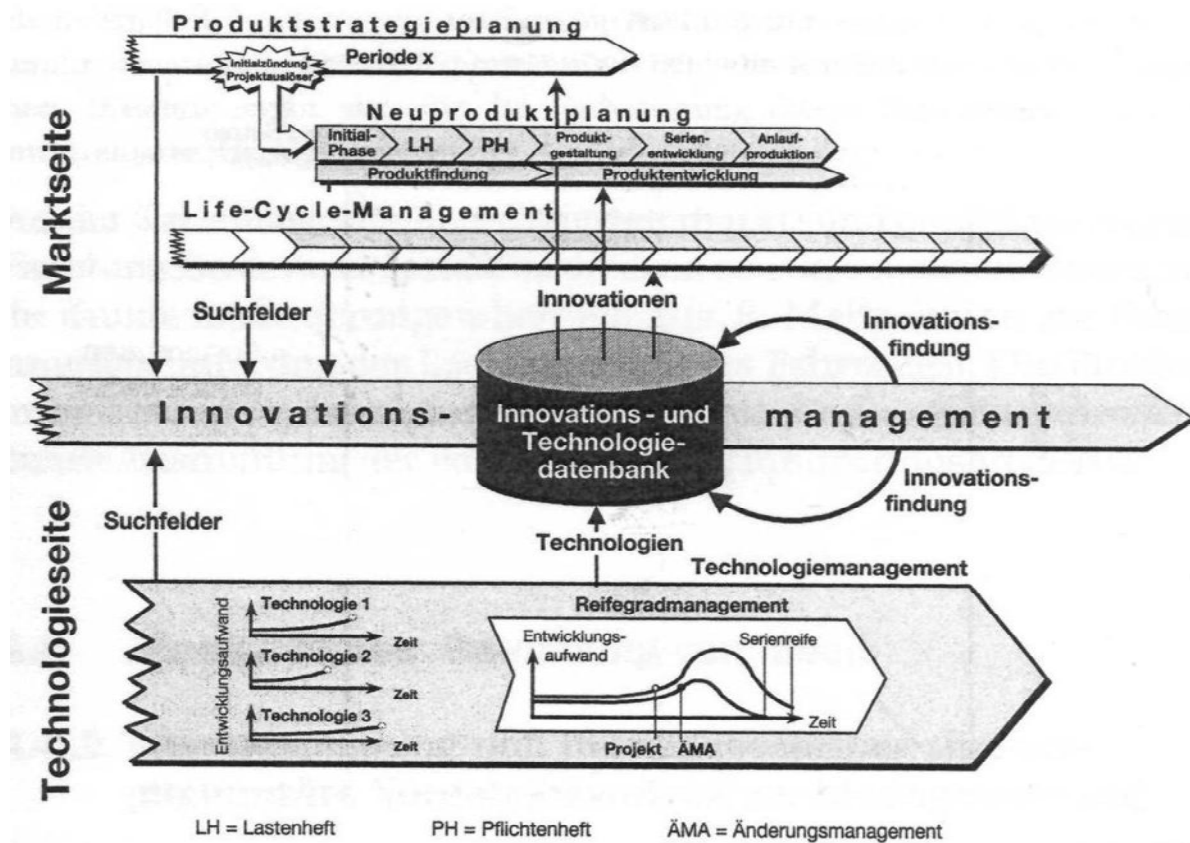 Produktstrategieplanung
Periode x
Initialzündung
Projektauslöser
Neuproduktplanung
Initial-
Phase
LH
PH
Produkt-
gestaltung
Serien-
entwicklung
Anlauf-
produktion
Produktfindung
Produktentwicklung
Marktseite
Life-Cycle-Management
Suchfelder
Innovationen
Innovations-
findung
Innovations-
management
Innovations- und
Technologie-
datenbank
Innovations-
findung
Technologieseite
Suchfelder
Technologien
Technologiemanagement
Entwicklungsaufwand
Technologie 1
Zeit
Technologie 2
Zeit
Technologie 3
Zeit
Reifegradmanagement
Entwicklungs-
aufwand
Serienreife
Zeit
Projekt
ÄMA
LH = Lastenheft
PH = Pflichtenheft
ÄMA = Änderungsmanagement